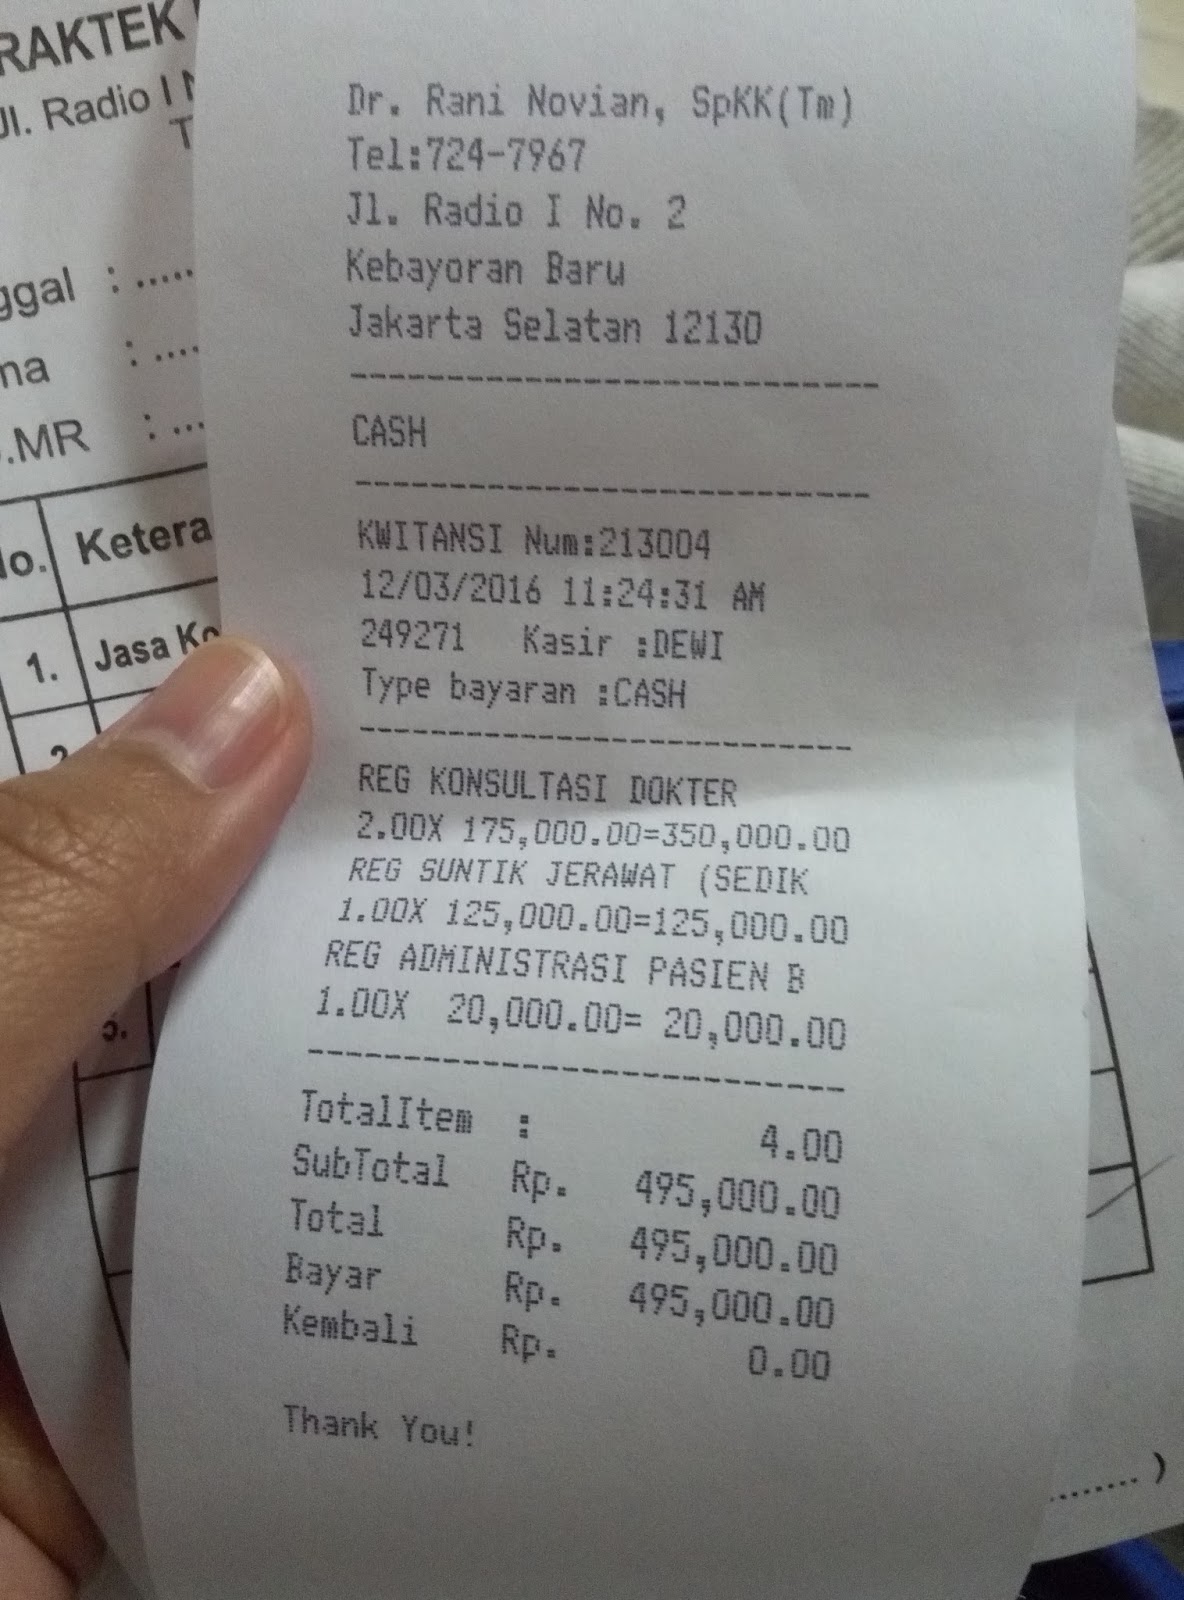 RAKTEK
Jl. Radio I
Dr. Rani Novian, SpKK(Tm)
Tel:724-7967
Jl. Radio I No. 2
Kebayoran Baru
Jakarta Selatan 12130
--------------------------
CASH
--------------------------
KWITANSI Num:213004
12/03/2016 11:24:31 AM
249271 Kasir :DEWI
Type bayaran :CASH
--------------------------
REG KONSULTASI DOKTER
2.00X 175,000.00=350,000.00
REG SUNTIK JERAWAT (SEDIK
1.00X 125,000.00=125,000.00
REG ADMINISTRASI PASIEN B
1.00X 20,000.00= 20,000.00
--------------------------
TotalItem : 4.00
SubTotal Rp. 495,000.00
Total Rp. 495,000.00
Bayar Rp. 495,000.00
Kembali Rp. 0.00
Thank You!
ggal : .....
ma : ....
.MR : ...
No. Ketera
1. Jasa Ko
5.
........ )